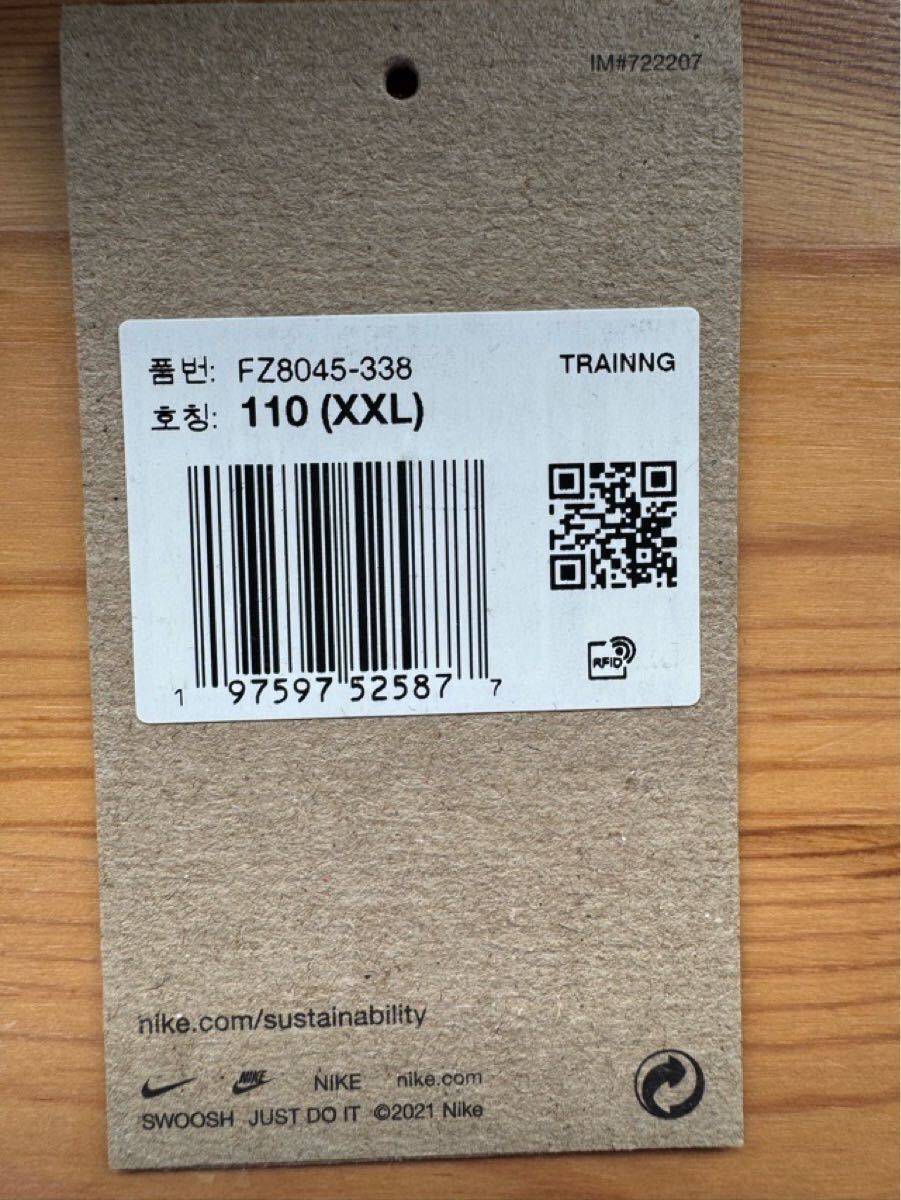 IM#722207
품번: FZ8045-338
TRAINNG
호칭: 110 (XXL)
1 97597 52587 7
RFID
nike.com/sustainability
NIKE NIKE nike.com
SWOOSH JUST DO IT ©2021 Nike